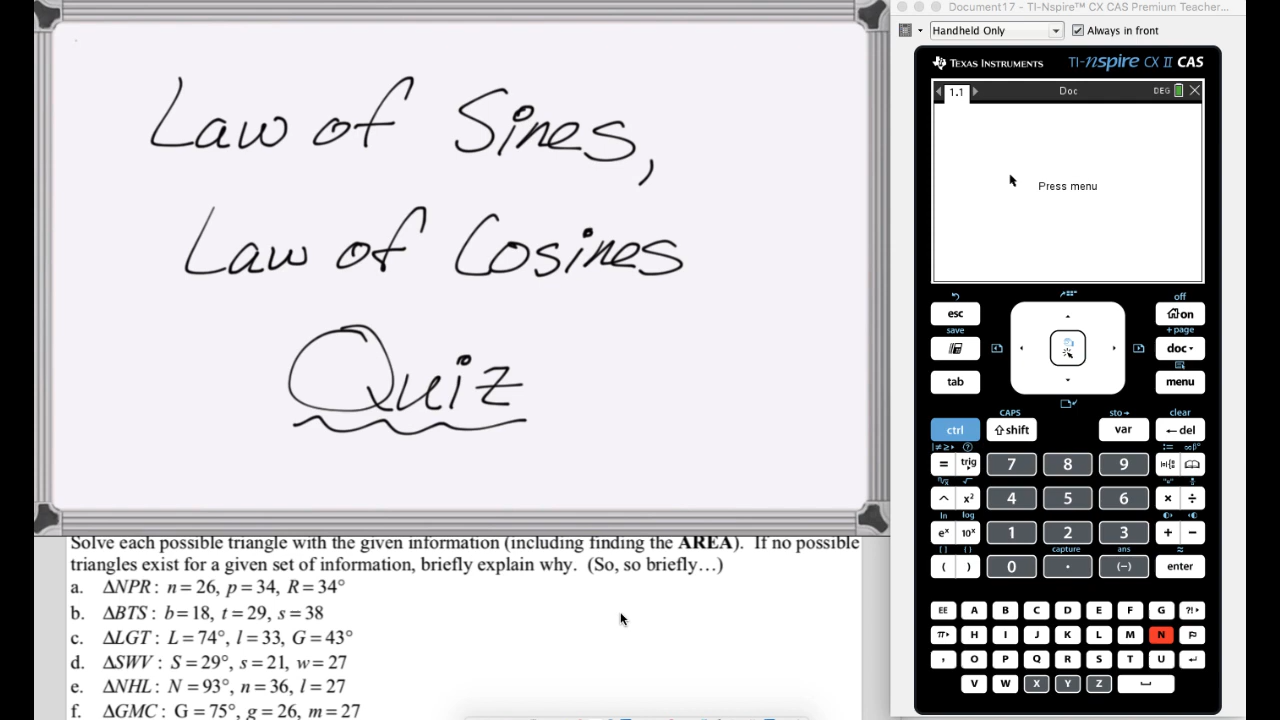 Document17 - TI-Nspire™ CX CAS Premium Teacher...
Handheld Only
Always in front
Law of Sines,
Law of Cosines
Quiz
TEXAS INSTRUMENTS TI-nspire CX II CAS
1.1 Doc DEG
Press menu
off
esc on
save + page
doc
tab menu
CAPS sto→ clear
ctrl shift var del
= trig 7 8 9
^ x² 4 5 6 × ÷
ln log
eˣ 10ˣ 1 2 3 + −
capture ans ≈
( ) 0 . (−) enter
EE A B C D E F G ?!
π H I J K L M N
, O P Q R S T U
V W X Y Z
Solve each possible triangle with the given information (including finding the AREA). If no possible
triangles exist for a given set of information, briefly explain why. (So, so briefly…)
a. ΔNPR : n = 26, p = 34, R = 34°
b. ΔBTS : b = 18, t = 29, s = 38
c. ΔLGT : L = 74°, l = 33, G = 43°
d. ΔSWV : S = 29°, s = 21, w = 27
e. ΔNHL : N = 93°, n = 36, l = 27
f. ΔGMC : G = 75°, g = 26, m = 27